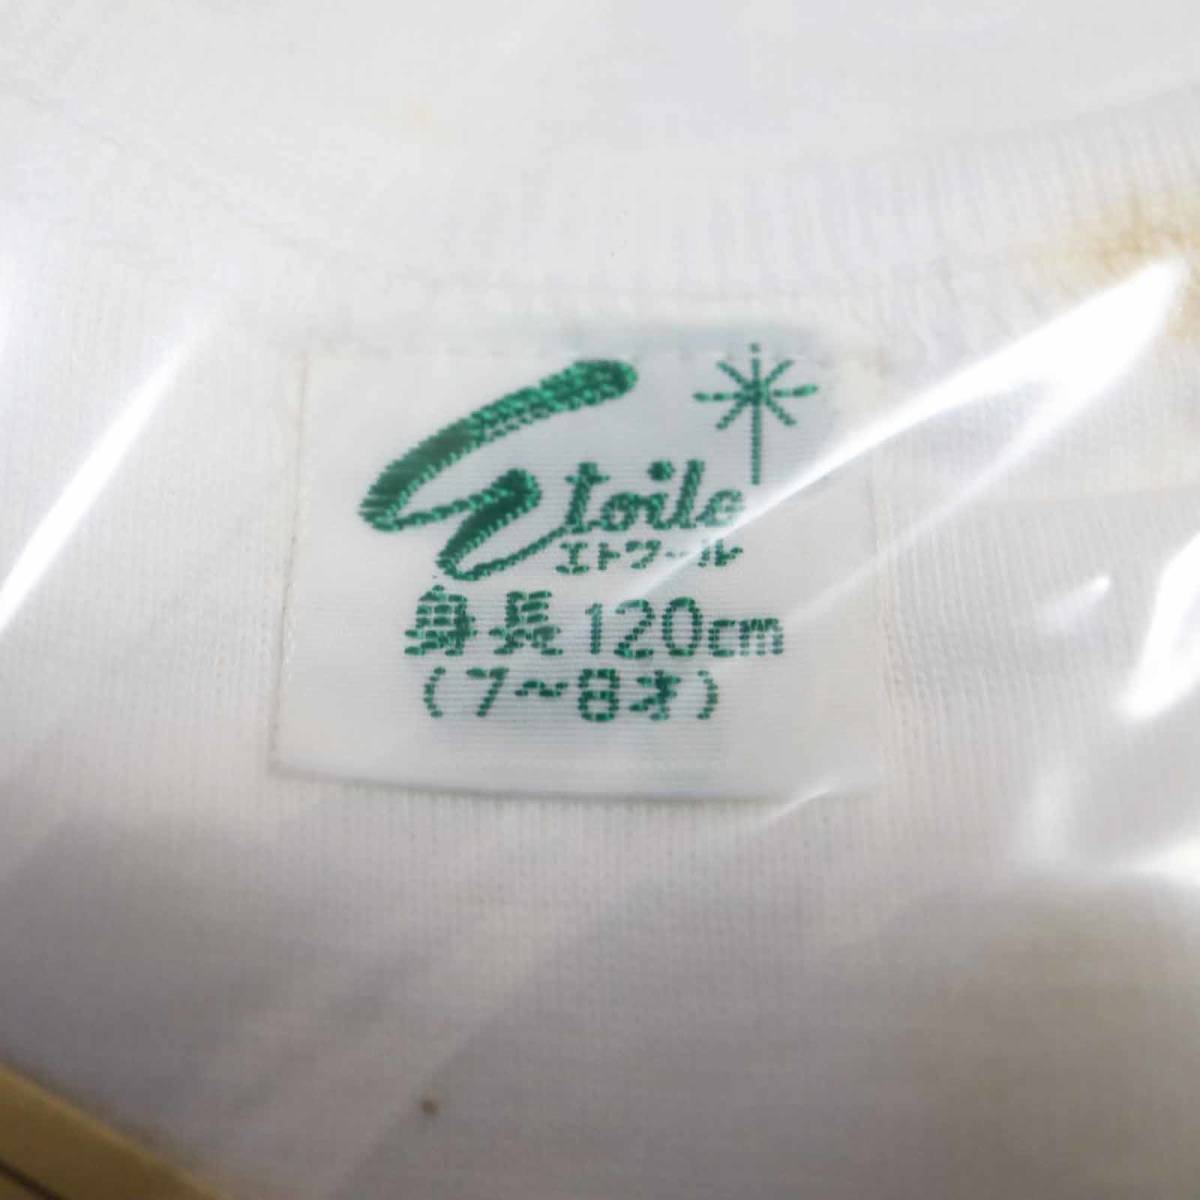 Etoile
エトワール
身長120cm
(7～8才)